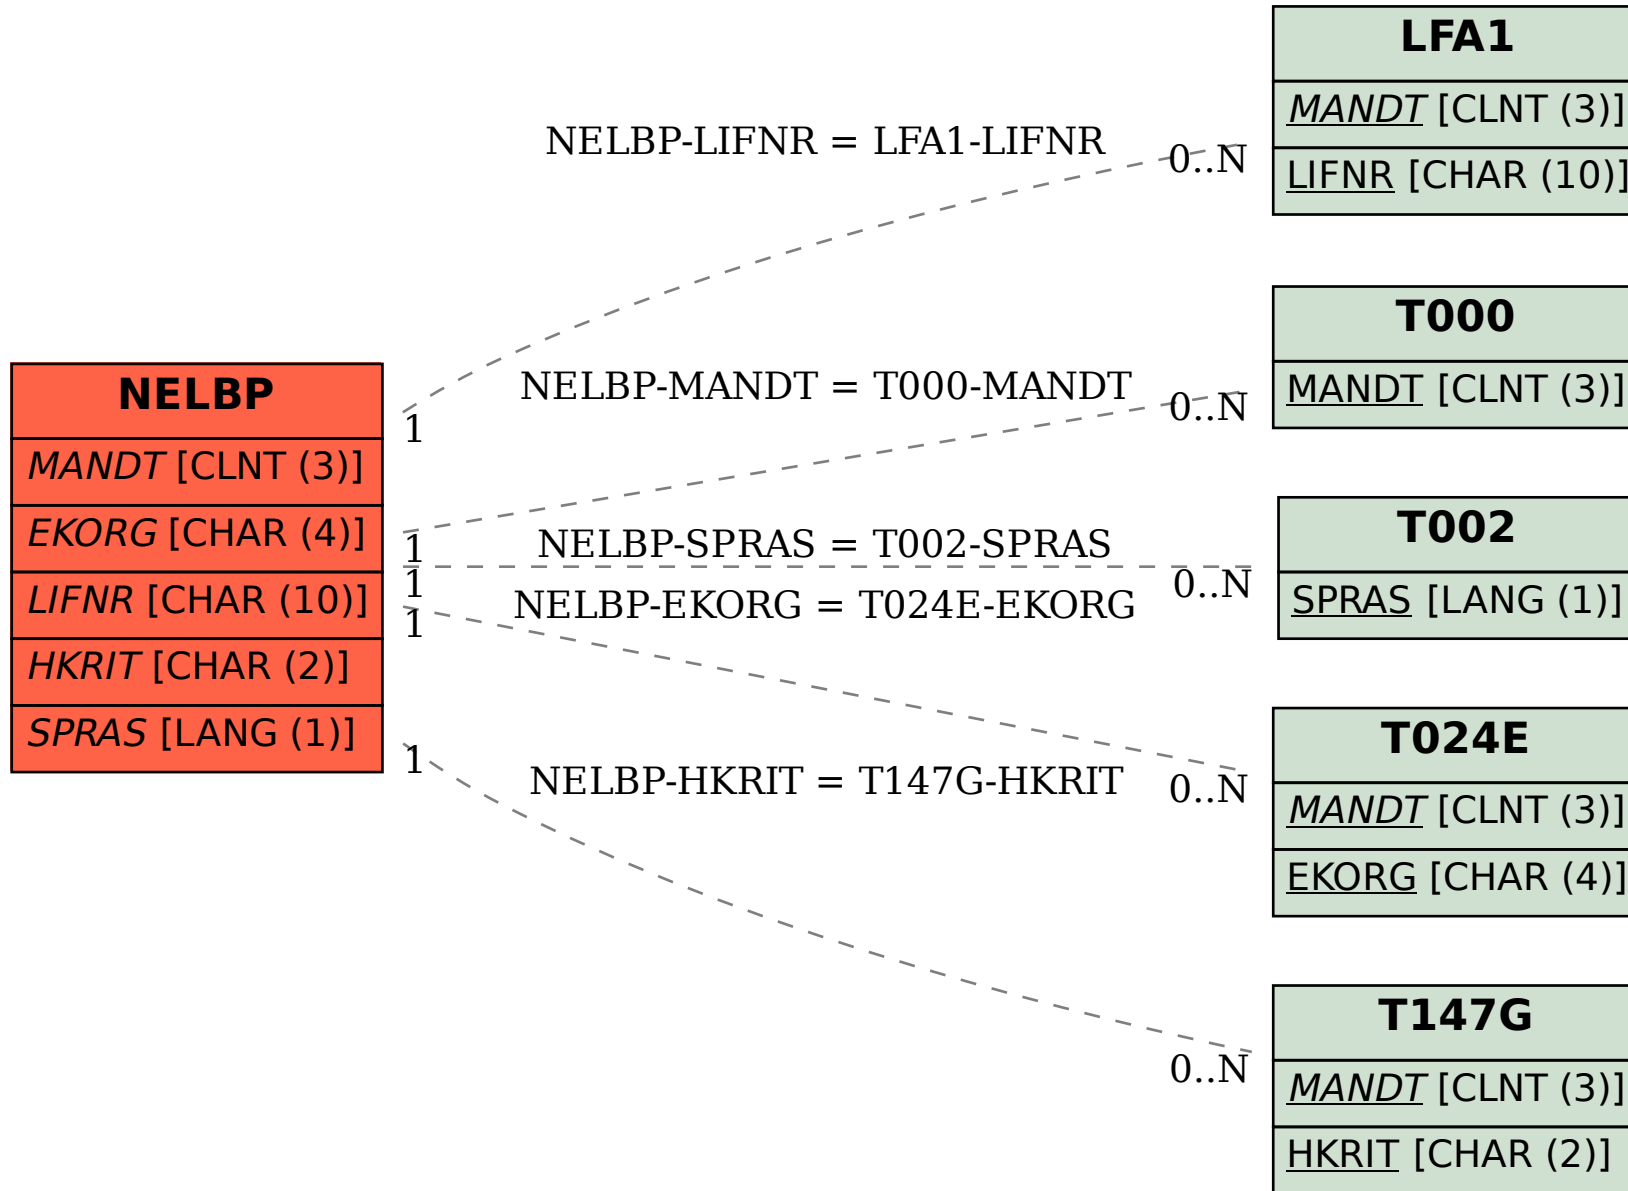 NELBP
MANDT [CLNT (3)]
EKORG [CHAR (4)]
LIFNR [CHAR (10)]
HKRIT [CHAR (2)]
SPRAS [LANG (1)]
NELBP-LIFNR = LFA1-LIFNR
0..N
1
NELBP-MANDT = T000-MANDT
0..N
1
NELBP-SPRAS = T002-SPRAS
0..N
1
NELBP-EKORG = T024E-EKORG
0..N
1
NELBP-HKRIT = T147G-HKRIT
0..N
1
LFA1
MANDT [CLNT (3)]
LIFNR [CHAR (10)]
T000
MANDT [CLNT (3)]
T002
SPRAS [LANG (1)]
T024E
MANDT [CLNT (3)]
EKORG [CHAR (4)]
T147G
MANDT [CLNT (3)]
HKRIT [CHAR (2)]